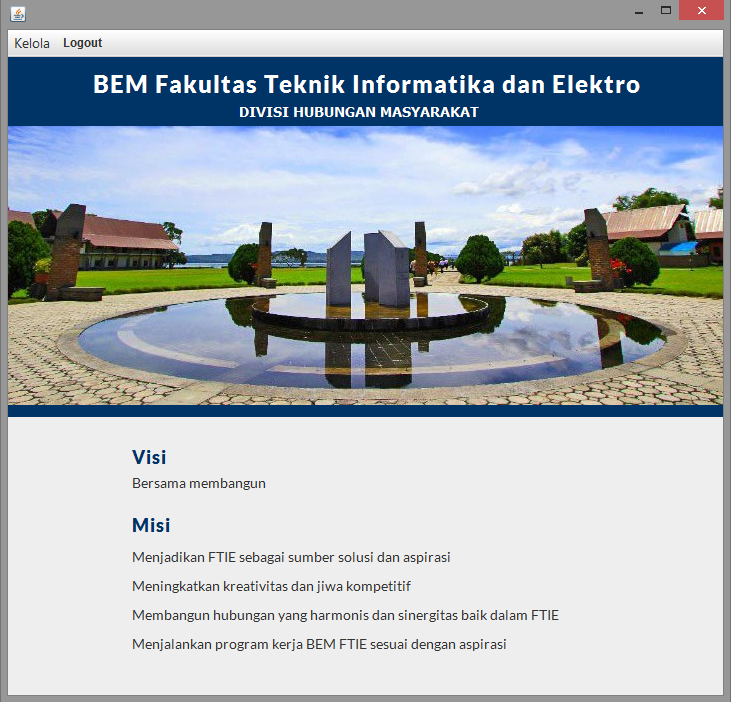 Kelola Logout
BEM Fakultas Teknik Informatika dan Elektro
DIVISI HUBUNGAN MASYARAKAT
Visi
Bersama membangun
Misi
Menjadikan FTIE sebagai sumber solusi dan aspirasi
Meningkatkan kreativitas dan jiwa kompetitif
Membangun hubungan yang harmonis dan sinergitas baik dalam FTIE
Menjalankan program kerja BEM FTIE sesuai dengan aspirasi